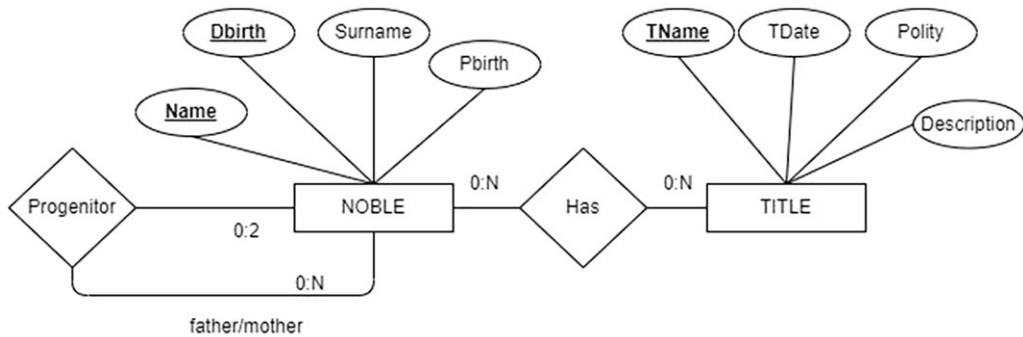 Dbirth
Surname
TName
TDate
Polity
Pbirth
Name
Description
Progenitor
NOBLE
0:N
Has
0:N
TITLE
0:2
0:N
father/mother